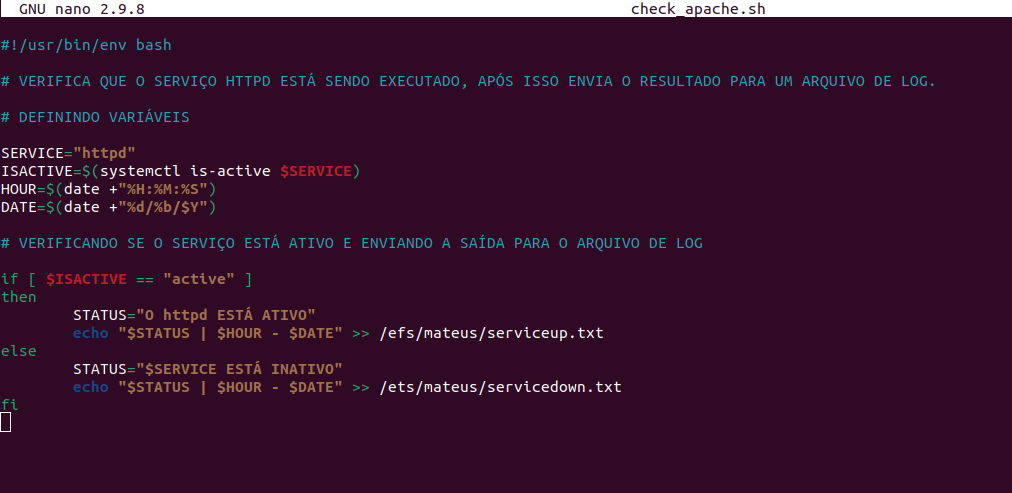 GNU nano 2.9.8 check_apache.sh
#!/usr/bin/env bash
# VERIFICA QUE O SERVIÇO HTTPD ESTÁ SENDO EXECUTADO, APÓS ISSO ENVIA O RESULTADO PARA UM ARQUIVO DE LOG.
# DEFININDO VARIÁVEIS
SERVICE="httpd"
ISACTIVE=$(systemctl is-active $SERVICE)
HOUR=$(date +"%H:%M:%S")
DATE=$(date +"%d/%b/$Y")
# VERIFICANDO SE O SERVIÇO ESTÁ ATIVO E ENVIANDO A SAÍDA PARA O ARQUIVO DE LOG
if [ $ISACTIVE == "active" ]
then
STATUS="O httpd ESTÁ ATIVO"
echo "$STATUS | $HOUR - $DATE" >> /efs/mateus/serviceup.txt
else
STATUS="$SERVICE ESTÁ INATIVO"
echo "$STATUS | $HOUR - $DATE" >> /ets/mateus/servicedown.txt
fi